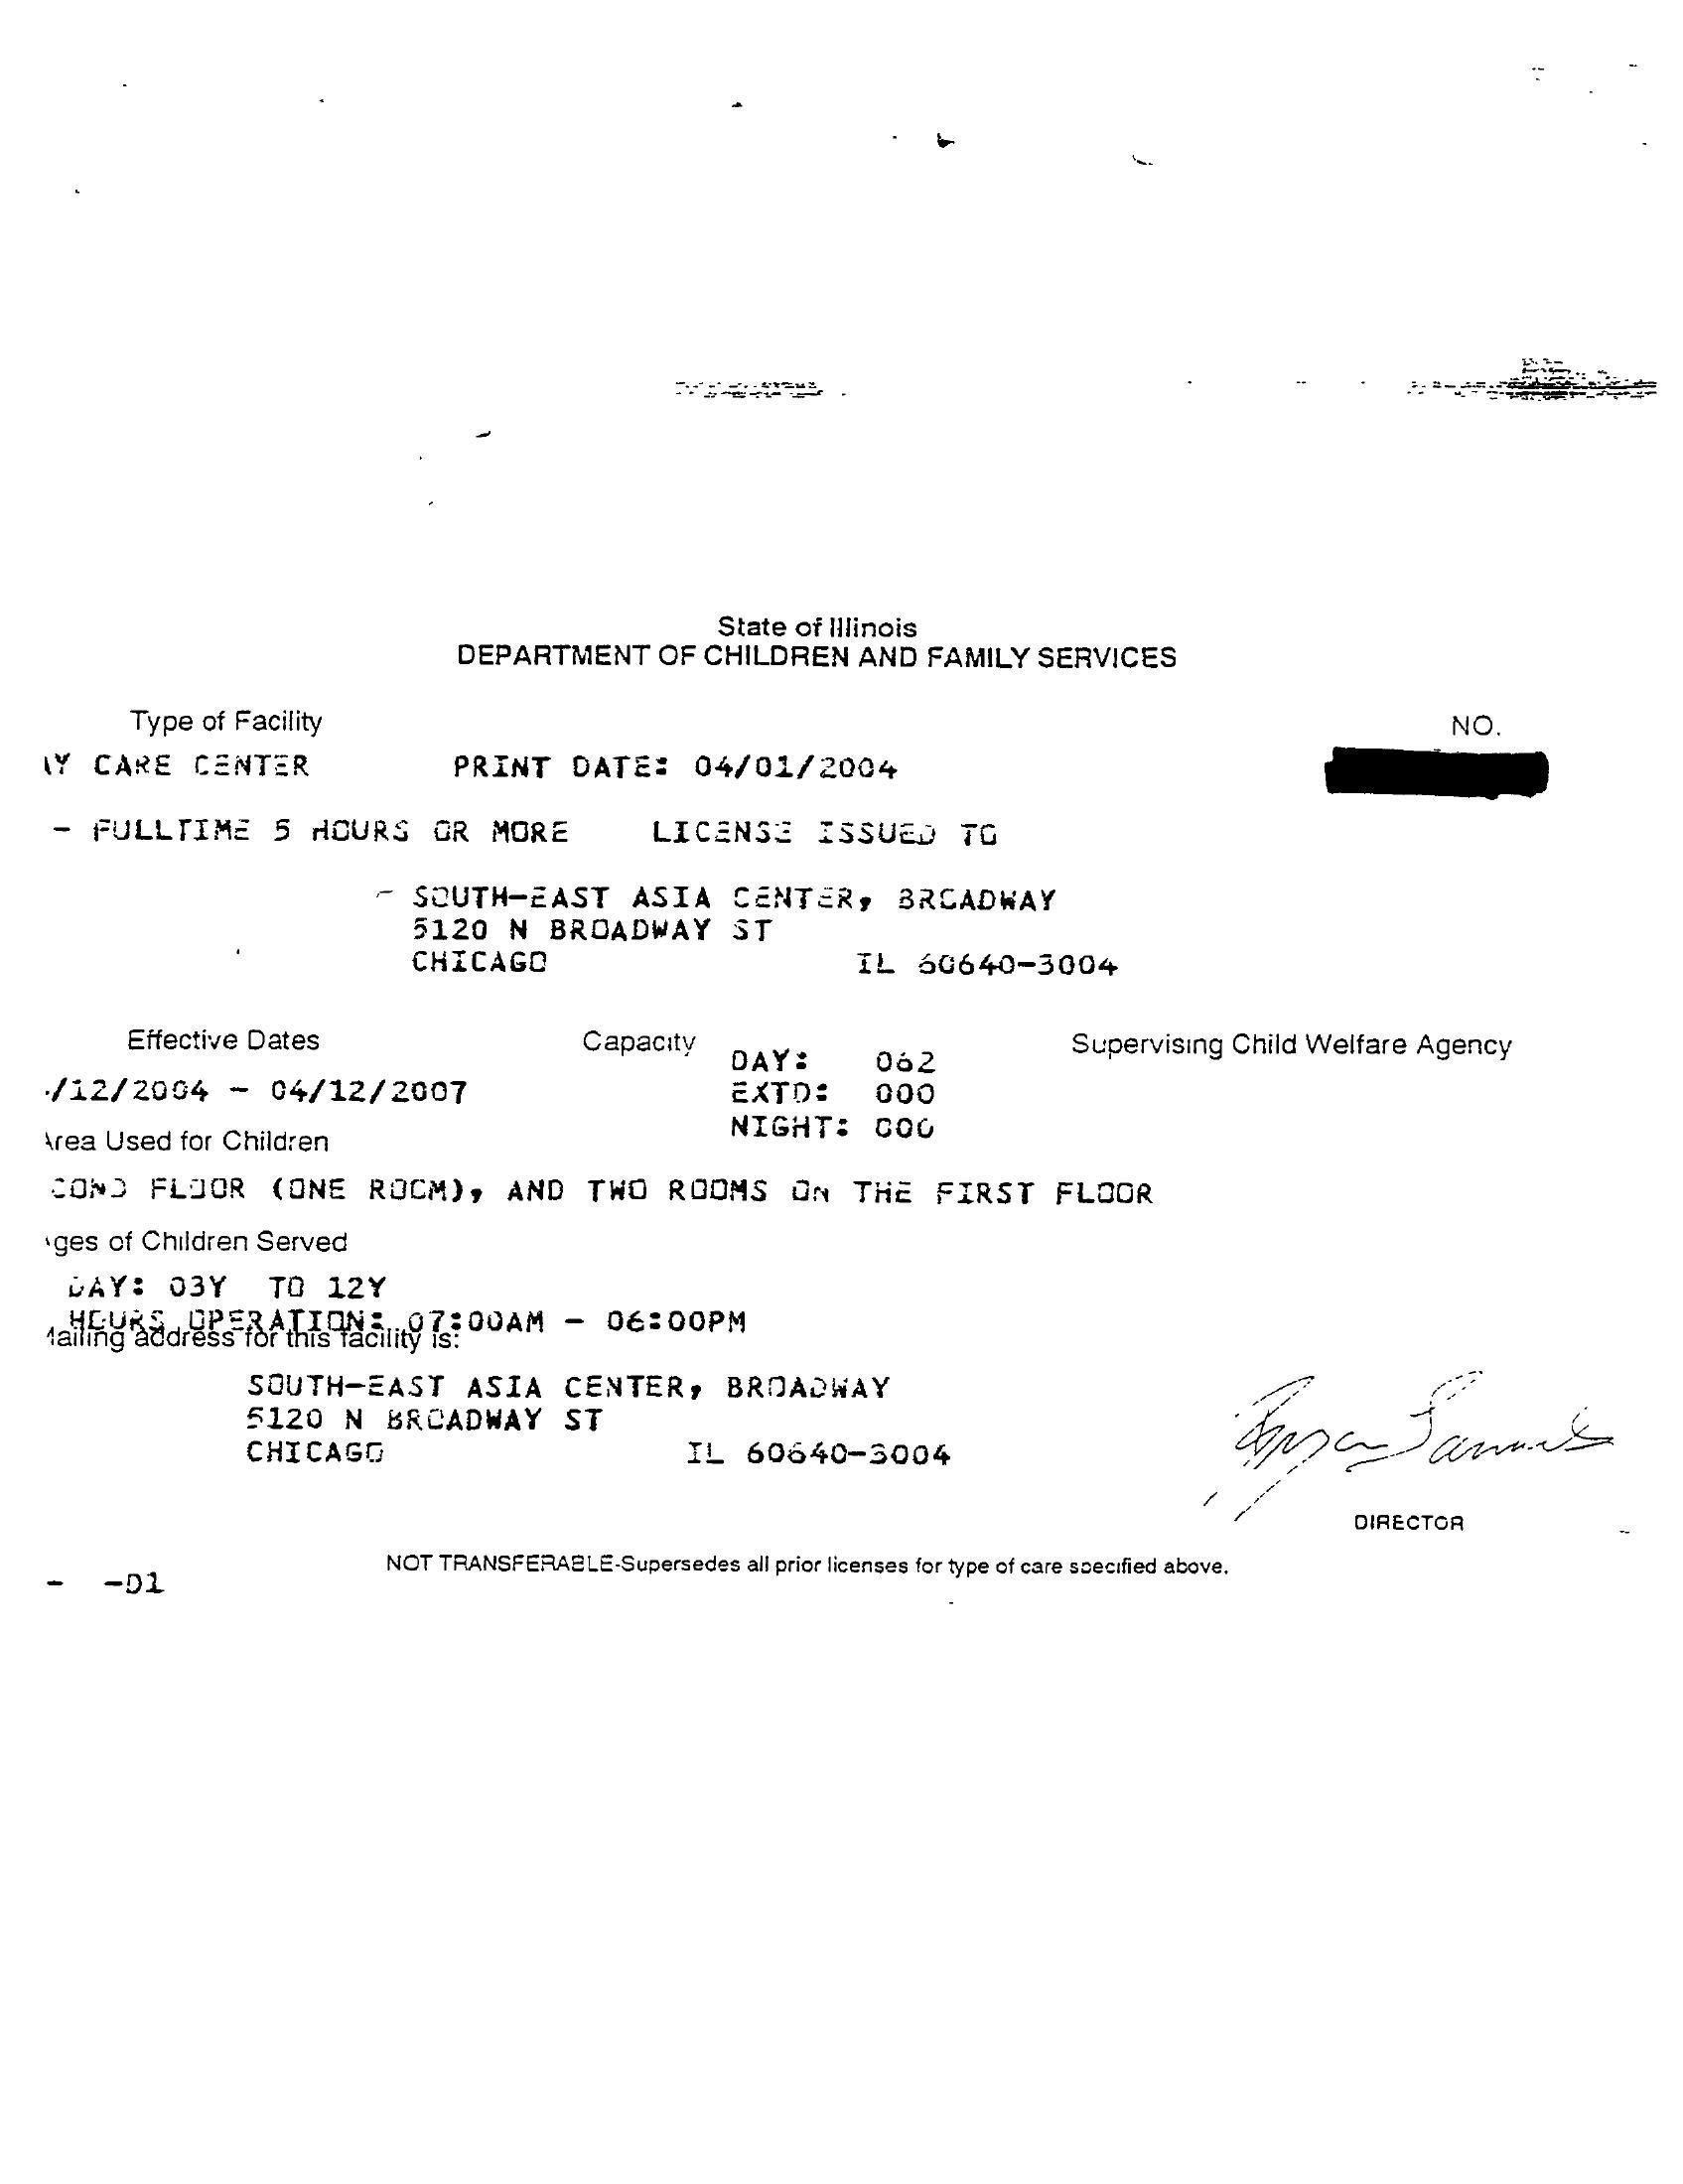 State of Illinois
DEPARTMENT OF CHILDREN AND FAMILY SERVICES
Type of Facility NO.
AY CARE CENTER PRINT DATE: 04/01/2004
- FULLTIME 5 HOURS OR MORE LICENSE ISSUED TO
SOUTH-EAST ASIA CENTER, BROADWAY
5120 N BROADWAY ST
CHICAGO IL 60640-3004
Effective Dates Capacity DAY: 062 Supervising Child Welfare Agency
/12/2004 - 04/12/2007 EXTD: 000
NIGHT: 000
Area Used for Children
COND FLOOR (ONE ROOM), AND TWO ROOMS ON THE FIRST FLOOR
Ages of Children Served
DAY: 03Y TO 12Y
HOURS OPERATION: 07:00AM - 06:00PM
Mailing address for this facility is:
SOUTH-EAST ASIA CENTER, BROADWAY
5120 N BROADWAY ST
CHICAGO IL 60640-3004
DIRECTOR
NOT TRANSFERABLE-Supersedes all prior licenses for type of care specified above.
- -01